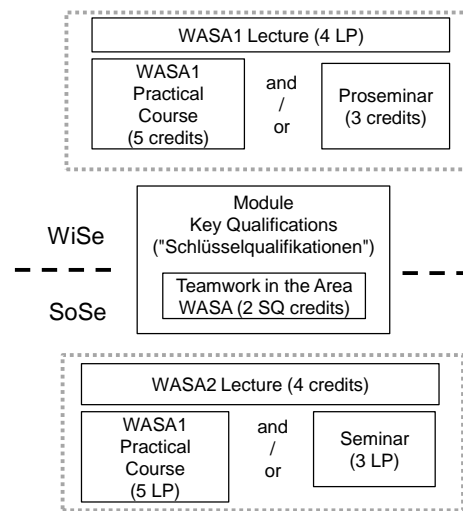 WASA1 Lecture (4 LP)
WASA1
Practical
Course
(5 credits)
and
/
or
Proseminar
(3 credits)
WiSe
Module
Key Qualifications
("Schlüsselqualifikationen")
Teamwork in the Area
WASA (2 SQ credits)
SoSe
WASA2 Lecture (4 credits)
WASA1
Practical
Course
(5 LP)
and
/
or
Seminar
(3 LP)